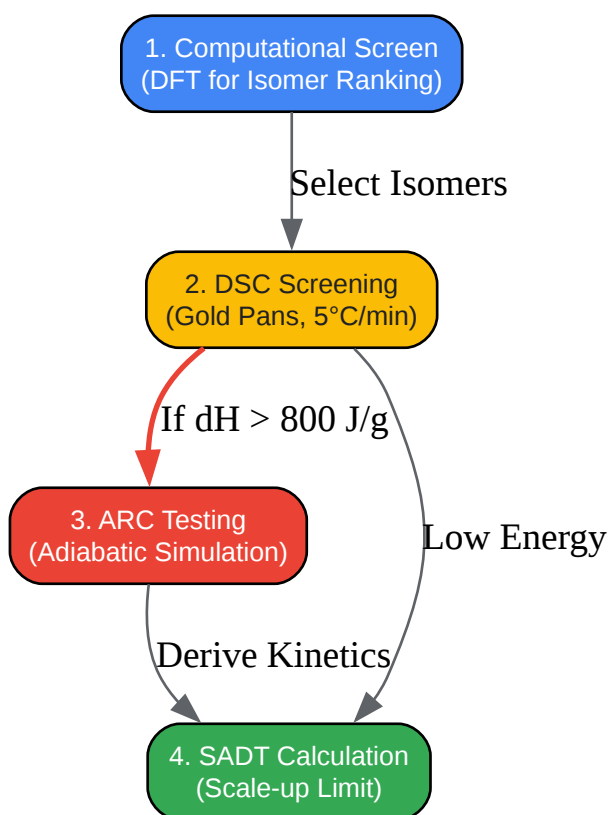 1. Computational Screen
(DFT for Isomer Ranking)
Select Isomers
2. DSC Screening
(Gold Pans, 5°C/min)
If dH > 800 J/g
3. ARC Testing
(Adiabatic Simulation)
Low Energy
Derive Kinetics
4. SADT Calculation
(Scale-up Limit)